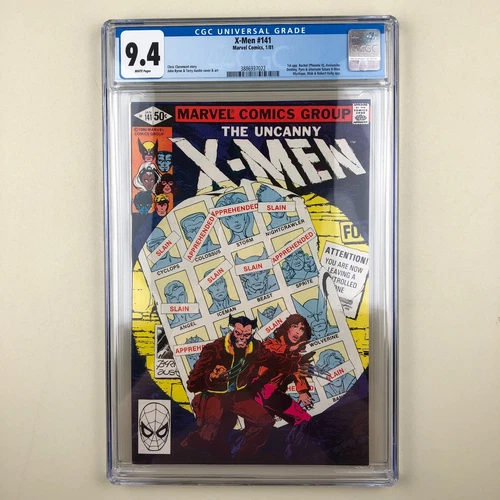 CGC UNIVERSAL GRADE
9.4
WHITE Pages
X-Men #141
Marvel Comics, 1/81
Chris Claremont story
John Byrne & Terry Austin cover & art
3886937022
MARVEL COMICS GROUP
THE UNCANNY
X-MEN
141
50¢
SLAIN
CYCLOPS
APPREHENDED
COLOSSUS
APPREHENDED
STORM
SLAIN
NIGHTCRAWLER
SLAIN
ANGEL
ICEMAN
SLAIN
BEAST
SPRITE
APPREHENDED
SLAIN
WOLVERINE
ATTENTION!
YOU ARE NOW
LEAVING A